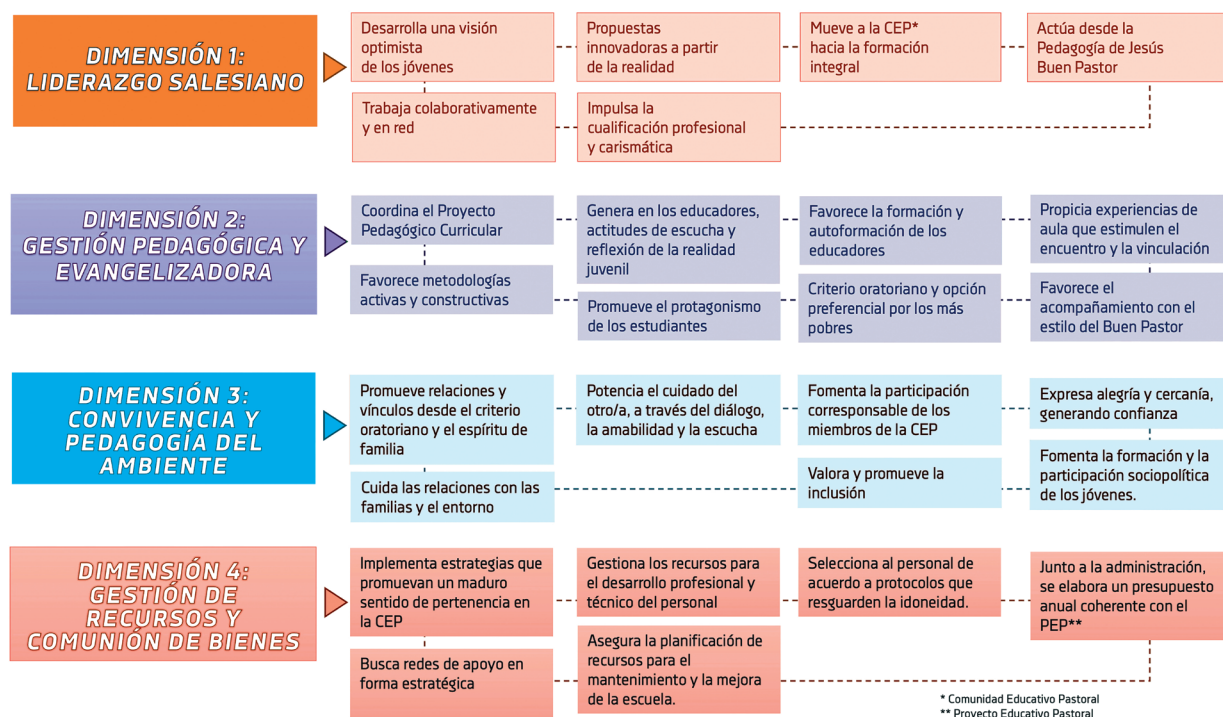 DIMENSIÓN 1:
LIDERAZGO SALESIANO
Desarrolla una visión
optimista
de los jóvenes
Propuestas
innovadoras a partir
de la realidad
Mueve a la CEP*
hacia la formación
integral
Actúa desde la
Pedagogía de Jesús
Buen Pastor
Trabaja colaborativamente
y en red
Impulsa la
cualificación profesional
y carismática
DIMENSIÓN 2:
GESTIÓN PEDAGÓGICA Y
EVANGELIZADORA
Coordina el Proyecto
Pedagógico Curricular
Genera en los educadores,
actitudes de escucha y
reflexión de la realidad
juvenil
Favorece la formación y
autoformación de los
educadores
Propicia experiencias de
aula que estimulen el
encuentro y la vinculación
Favorece metodologías
activas y constructivas
Promueve el protagonismo
de los estudiantes
Criterio oratoriano y opción
preferencial por los más
pobres
Favorece el
acompañamiento con el
estilo del Buen Pastor
DIMENSIÓN 3:
CONVIVENCIA Y
PEDAGOGÍA DEL
AMBIENTE
Promueve relaciones y
vínculos desde el criterio
oratoriano y el espíritu de
familia
Potencia el cuidado del
otro/a, a través del diálogo,
la amabilidad y la escucha
Fomenta la participación
corresponsable de los
miembros de la CEP
Expresa alegría y cercanía,
generando confianza
Cuida las relaciones con las
familias y el entorno
Valora y promueve la
inclusión
Fomenta la formación y la
participación sociopolítica
de los jóvenes.
DIMENSIÓN 4:
GESTIÓN DE
RECURSOS Y
COMUNIÓN DE BIENES
Implementa estrategias que
promuevan un maduro
sentido de pertenencia en
la CEP
Gestiona los recursos para
el desarrollo profesional y
técnico del personal
Selecciona al personal de
acuerdo a protocolos que
resguarden la idoneidad.
Junto a la administración,
se elabora un presupuesto
anual coherente con el
PEP**
Busca redes de apoyo en
forma estratégica
Asegura la planificación de
recursos para el
mantenimiento y la mejora
de la escuela.
* Comunidad Educativo Pastoral
** Proyecto Educativo Pastoral